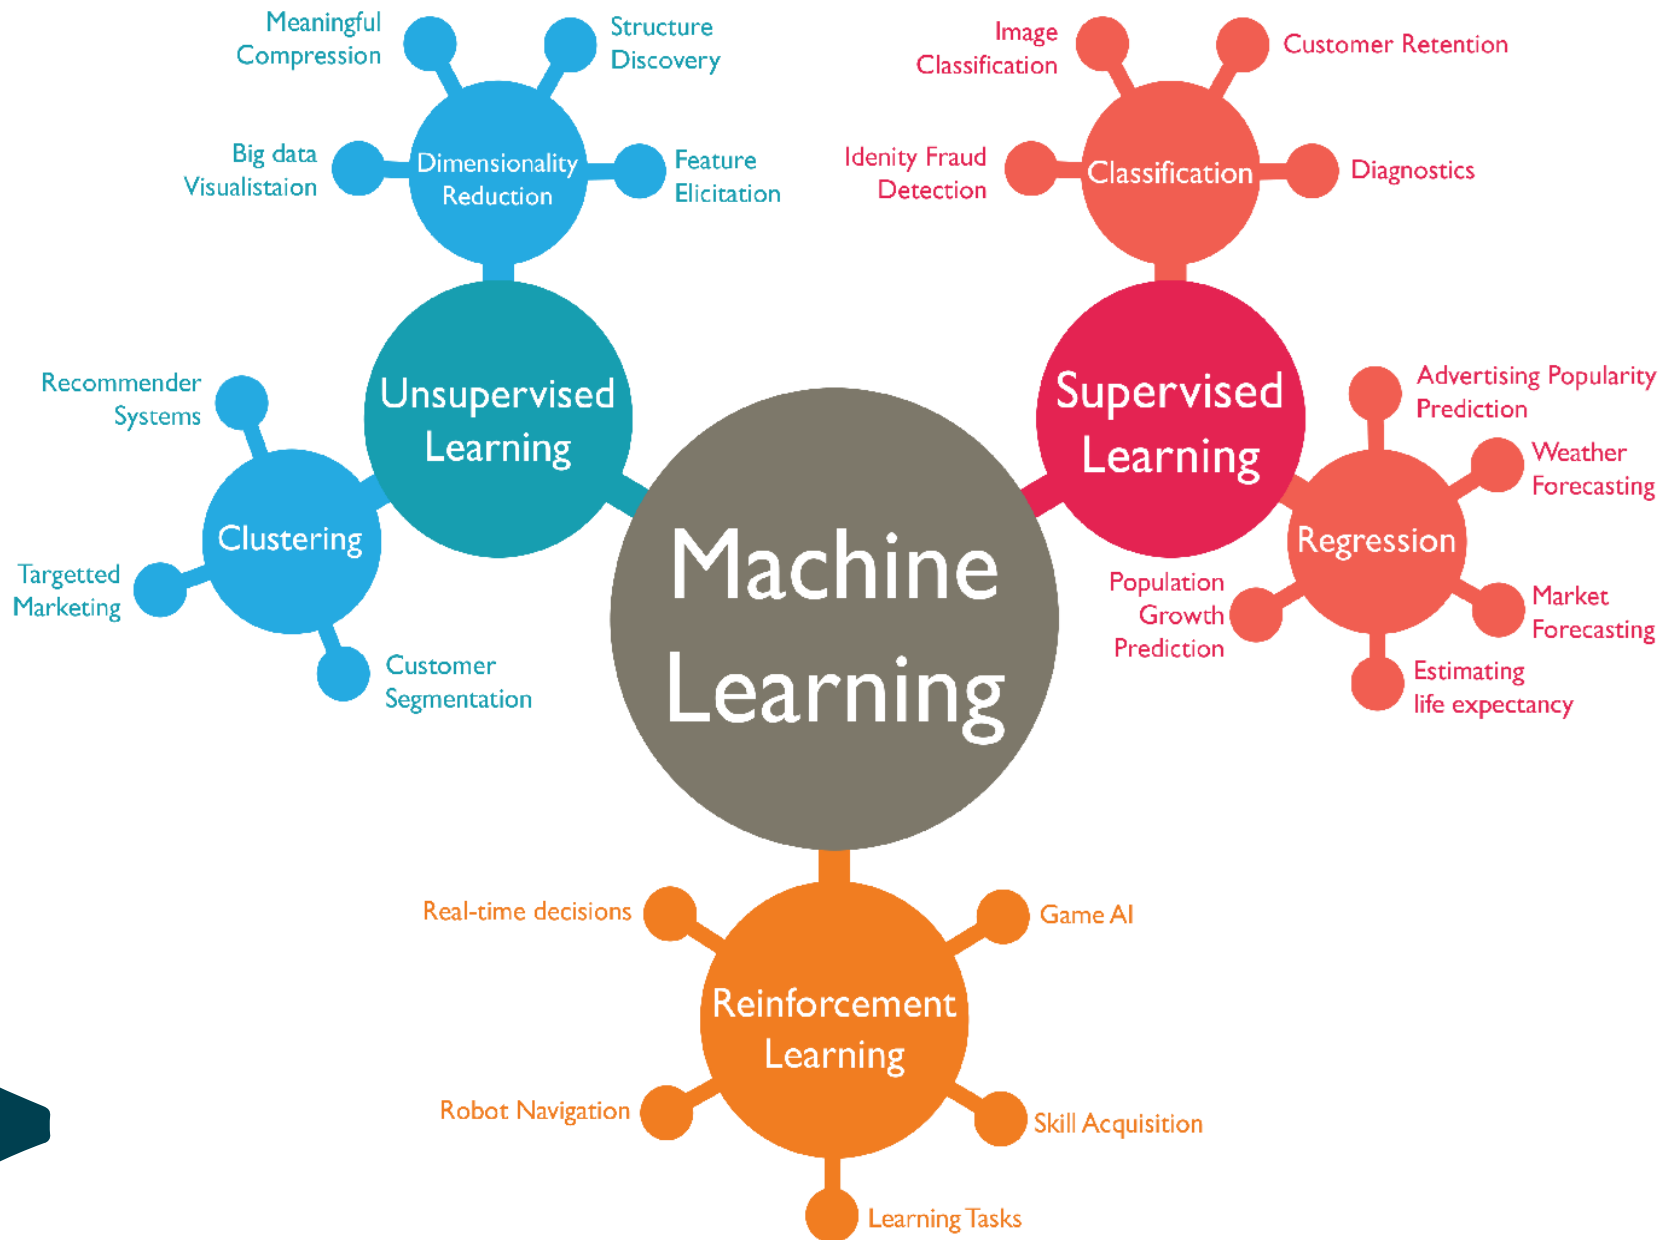 Meaningful
Compression
Structure
Discovery
Big data
Visualistaion
Dimensionality
Reduction
Feature
Elicitation
Image
Classification
Customer Retention
Idenity Fraud
Detection
Classification
Diagnostics
Unsupervised
Learning
Recommender
Systems
Clustering
Targetted
Marketing
Customer
Segmentation
Supervised
Learning
Advertising Popularity
Prediction
Weather
Forecasting
Regression
Population
Growth
Prediction
Market
Forecasting
Estimating
life expectancy
Machine
Learning
Real-time decisions
Game AI
Reinforcement
Learning
Robot Navigation
Skill Acquisition
Learning Tasks